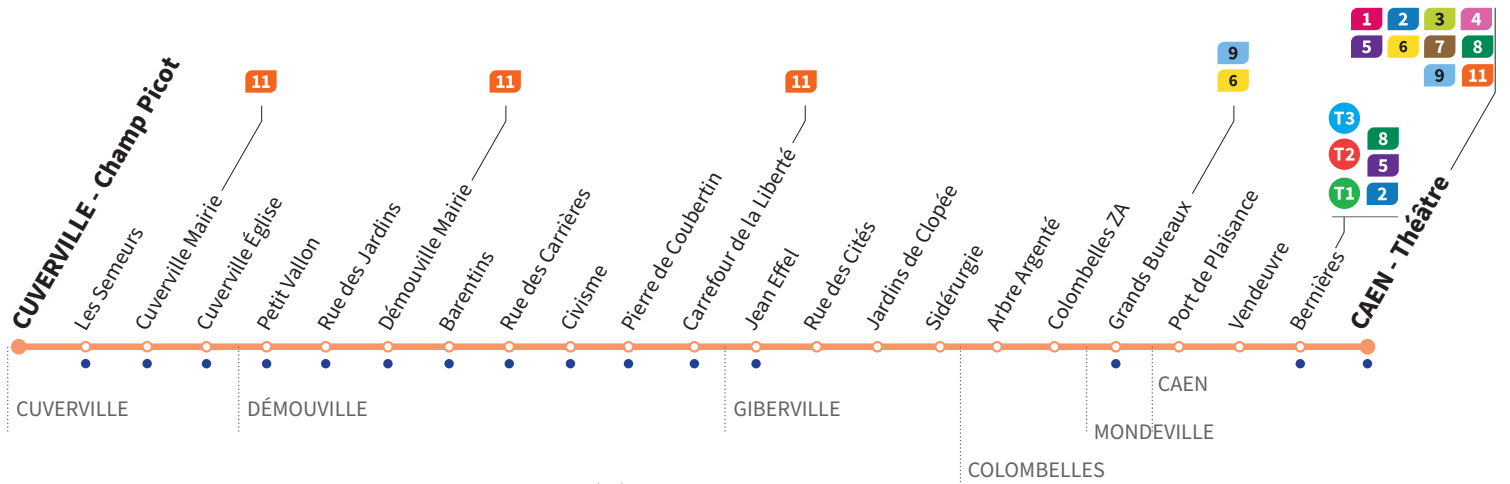 1 2 3 4
5 6 7 8
9 11
11
11
11
9
6
T3
T2
T1
8
5
2
CUVERVILLE - Champ Picot
Les Semeurs
Cuverville Mairie
Cuverville Église
Petit Vallon
Rue des Jardins
Démouville Mairie
Barentins
Rue des Carrières
Civisme
Pierre de Coubertin
Carrefour de la Liberté
Jean Effel
Rue des Cités
Jardins de Clopée
Sidérurgie
Arbre Argenté
Colombelles ZA
Grands Bureaux
Port de Plaisance
Vendeuvre
Bernières
CAEN - Théâtre
CUVERVILLE
DÉMOUVILLE
GIBERVILLE
COLOMBELLES
MONDEVILLE
CAEN